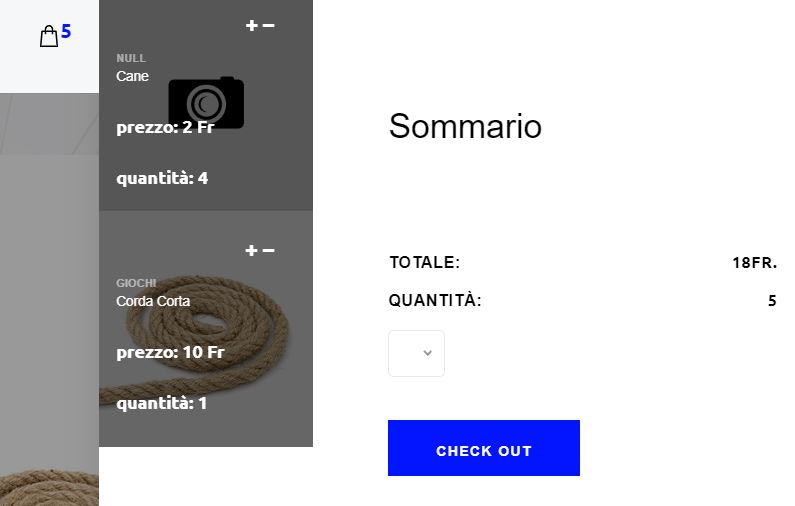 5
+ −
NULL
Cane
prezzo: 2 Fr
quantità: 4
+ −
GIOCHI
Corda Corta
prezzo: 10 Fr
quantità: 1
Sommario
TOTALE: 18FR.
QUANTITÀ: 5
CHECK OUT